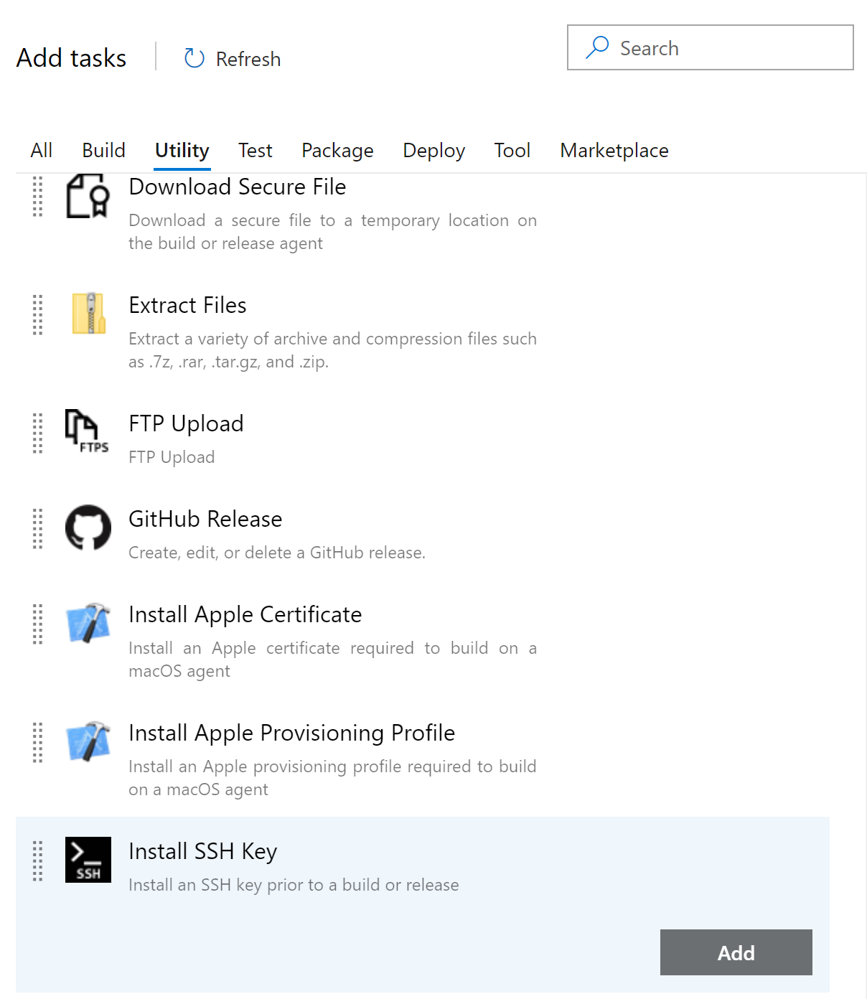 Add tasks
Refresh
Search
All Build Utility Test Package Deploy Tool Marketplace
Download Secure File
Download a secure file to a temporary location on
the build or release agent
Extract Files
Extract a variety of archive and compression files such
as .7z, .rar, .tar.gz, and .zip.
FTPS
FTP Upload
FTP Upload
GitHub Release
Create, edit, or delete a GitHub release.
Install Apple Certificate
Install an Apple certificate required to build on a
macOS agent
Install Apple Provisioning Profile
Install an Apple provisioning profile required to build
on a macOS agent
SSH
Install SSH Key
Install an SSH key prior to a build or release
Add